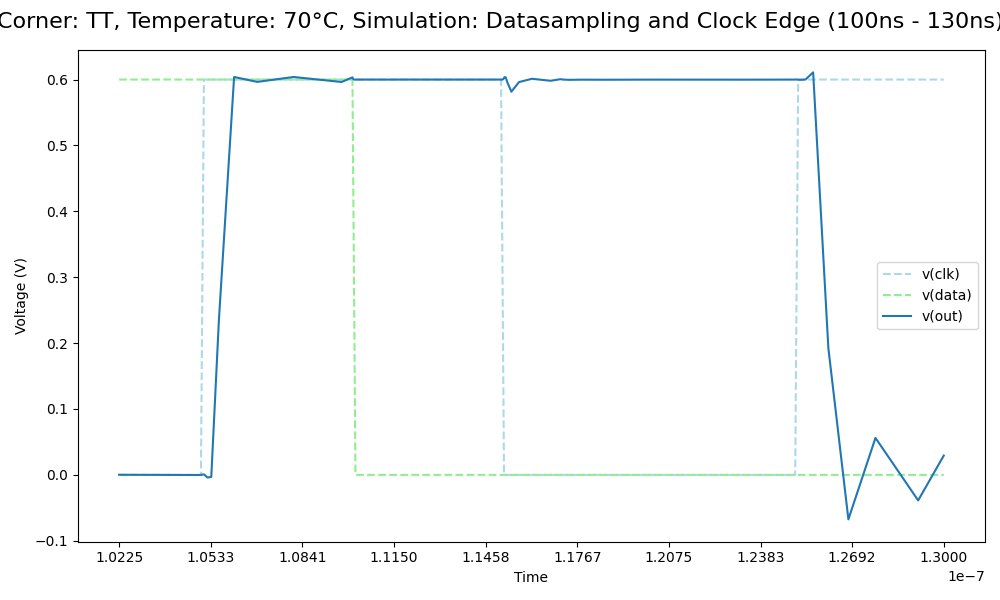 Corner: TT, Temperature: 70°C, Simulation: Datasampling and Clock Edge (100ns - 130ns)
0.6
0.5
0.4
0.3
0.2
0.1
0.0
−0.1
Voltage (V)
v(clk)
v(data)
v(out)
1.0225 1.0533 1.0841 1.1150 1.1458 1.1767 1.2075 1.2383 1.2692 1.3000
Time
1e−7